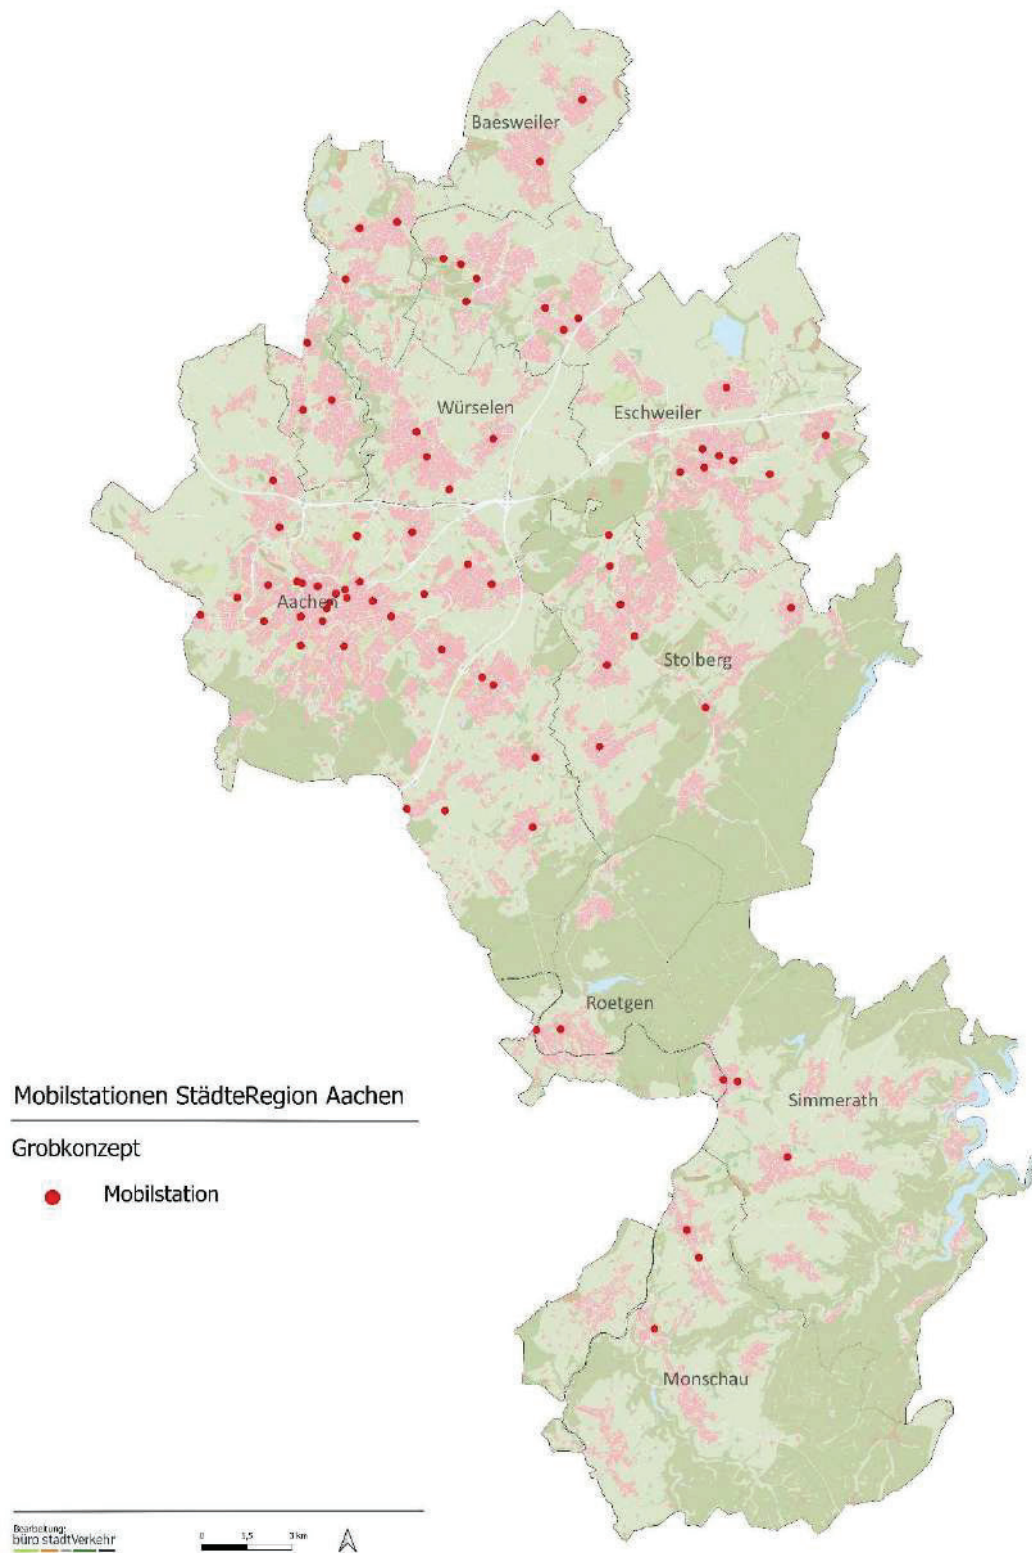 Baesweiler
Würselen
Eschweiler
Aachen
Stolberg
Roetgen
Simmerath
Monschau
Mobilstationen StädteRegion Aachen
Grobkonzept
Mobilstation
Bearbeitung:
büro stadtVerkehr
0 1,5 3 km